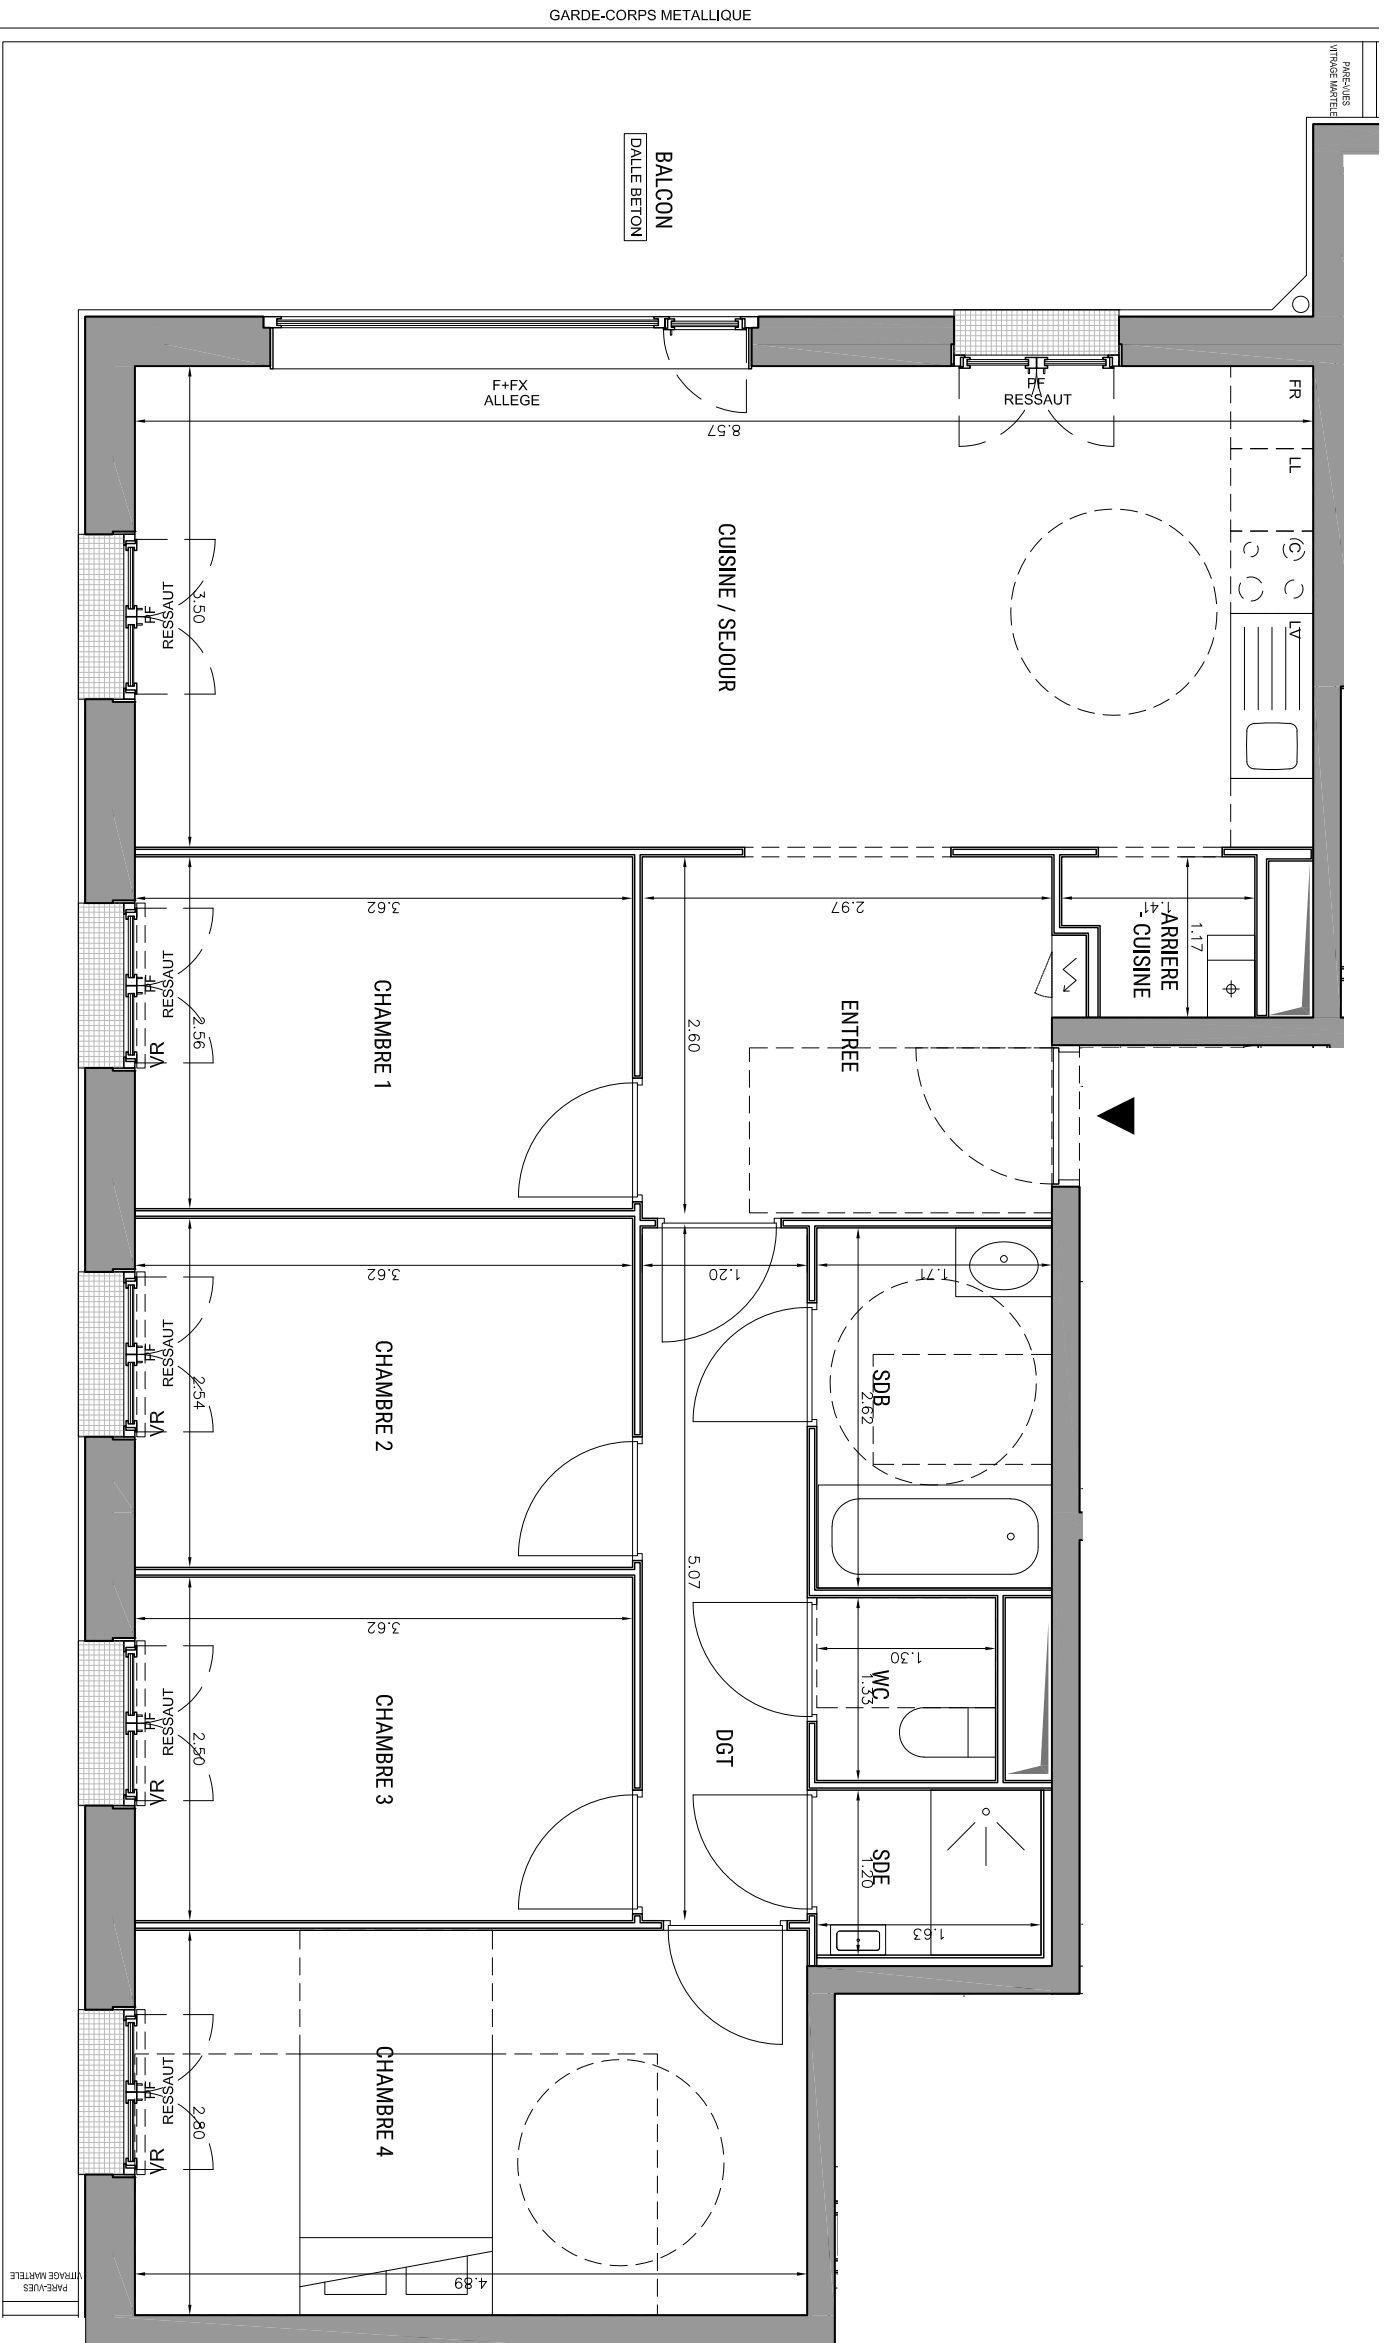 GARDE-CORPS METALLIQUE
PARE-VUES
VITRAGE MARTELE
BALCON
DALLE BETON
F+FX
ALLEGE
PF
RESSAUT
FR
LL
C
LV
8.57
CUISINE / SEJOUR
3.50
PF
RESSAUT
3.62
2.97
1.41
1.17
ARRIERE
- CUISINE
CHAMBRE 1
2.60
ENTREE
PF
RESSAUT
2.56
VR
3.62
1.20
1.71
CHAMBRE 2
SDB
2.62
PF
RESSAUT
2.54
VR
5.07
3.62
1.30
WC
1.33
CHAMBRE 3
DGT
PF
RESSAUT
2.50
VR
SDE
1.20
1.63
CHAMBRE 4
PF
RESSAUT
2.80
VR
4.89
PARE-VUES
VITRAGE MARTELE